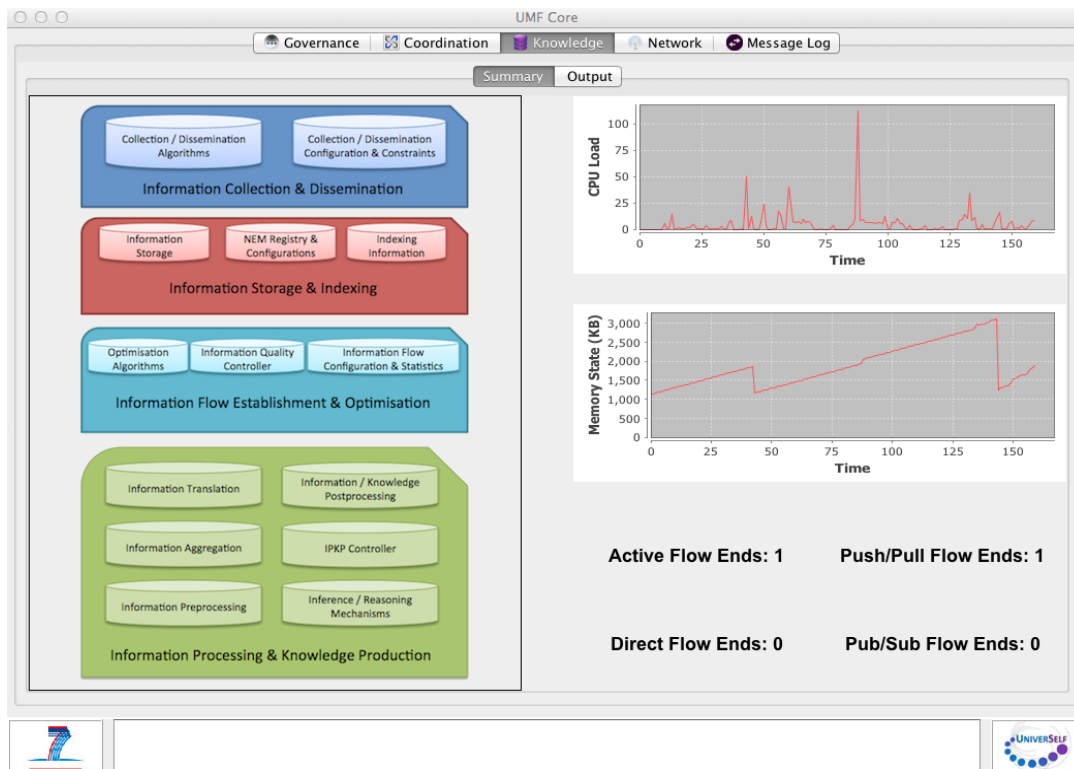 UMF Core
Governance Coordination Knowledge Network Message Log
Summary Output
Collection / Dissemination
Algorithms
Collection / Dissemination
Configuration & Constraints
Information Collection & Dissemination
Information
Storage
NEM Registry &
Configurations
Indexing
Information
Information Storage & Indexing
Optimisation
Algorithms
Information Quality
Controller
Information Flow
Configuration & Statistics
Information Flow Establishment & Optimisation
Information Translation
Information / Knowledge
Postprocessing
Information Aggregation
IPKP Controller
Information Preprocessing
Inference / Reasoning
Mechanisms
Information Processing & Knowledge Production
CPU Load
100
75
50
25
0
0 25 50 75 100 125 150
Time
Memory State (KB)
3,000
2,500
2,000
1,500
1,000
500
0
0 25 50 75 100 125 150
Time
Active Flow Ends: 1 Push/Pull Flow Ends: 1
Direct Flow Ends: 0 Pub/Sub Flow Ends: 0
7
UNIVERSELF